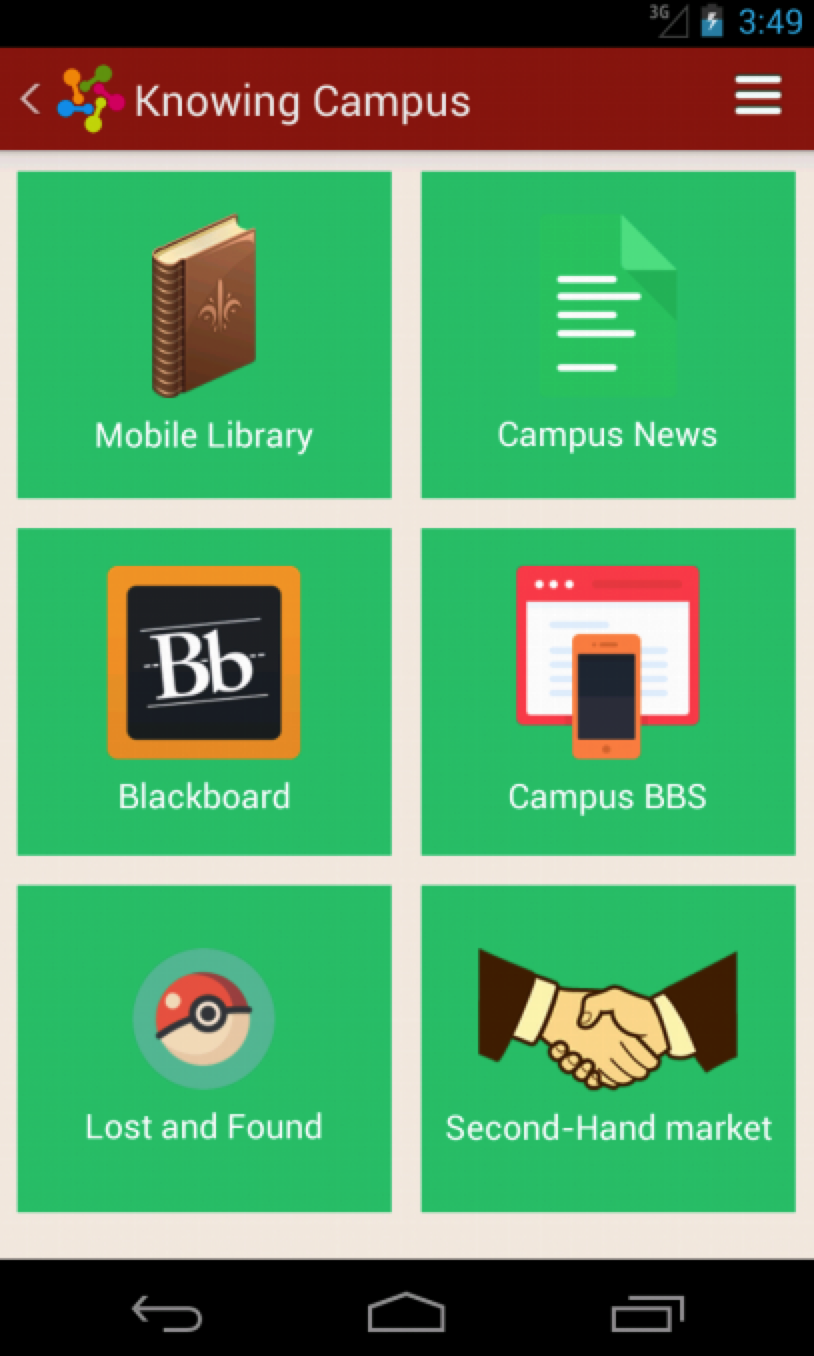 3G 3:49
Knowing Campus
Mobile Library
Campus News
Bb
Blackboard
Campus BBS
Lost and Found
Second-Hand market